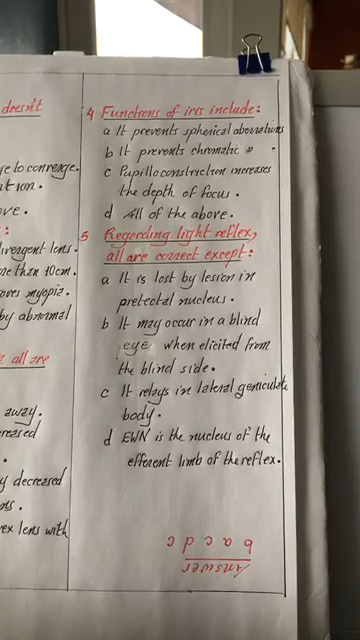 doesn't
ge to converge.
ation.
ve.
:
ivergent lens.
re than 10cm.
oves myopia.
by abnormal
n all are
away.
reased
.
y decreased
ns.
ex lens with
4 Functions of iris include:
a It prevents spherical aberrations
b It prevents chromatic " .
c Pupilloconstriction increases
the depth of focus.
d All of the above.
5 Regarding light reflex,
all are correct except:
a It is lost by lesion in
pretectal nucleus.
b It may occur in a blind
eye when elicited from
the blind side.
c It relays in lateral geniculate
body.
d EWN is the nucleus of the
efferent limb of the reflex.
Answer
b a c d c